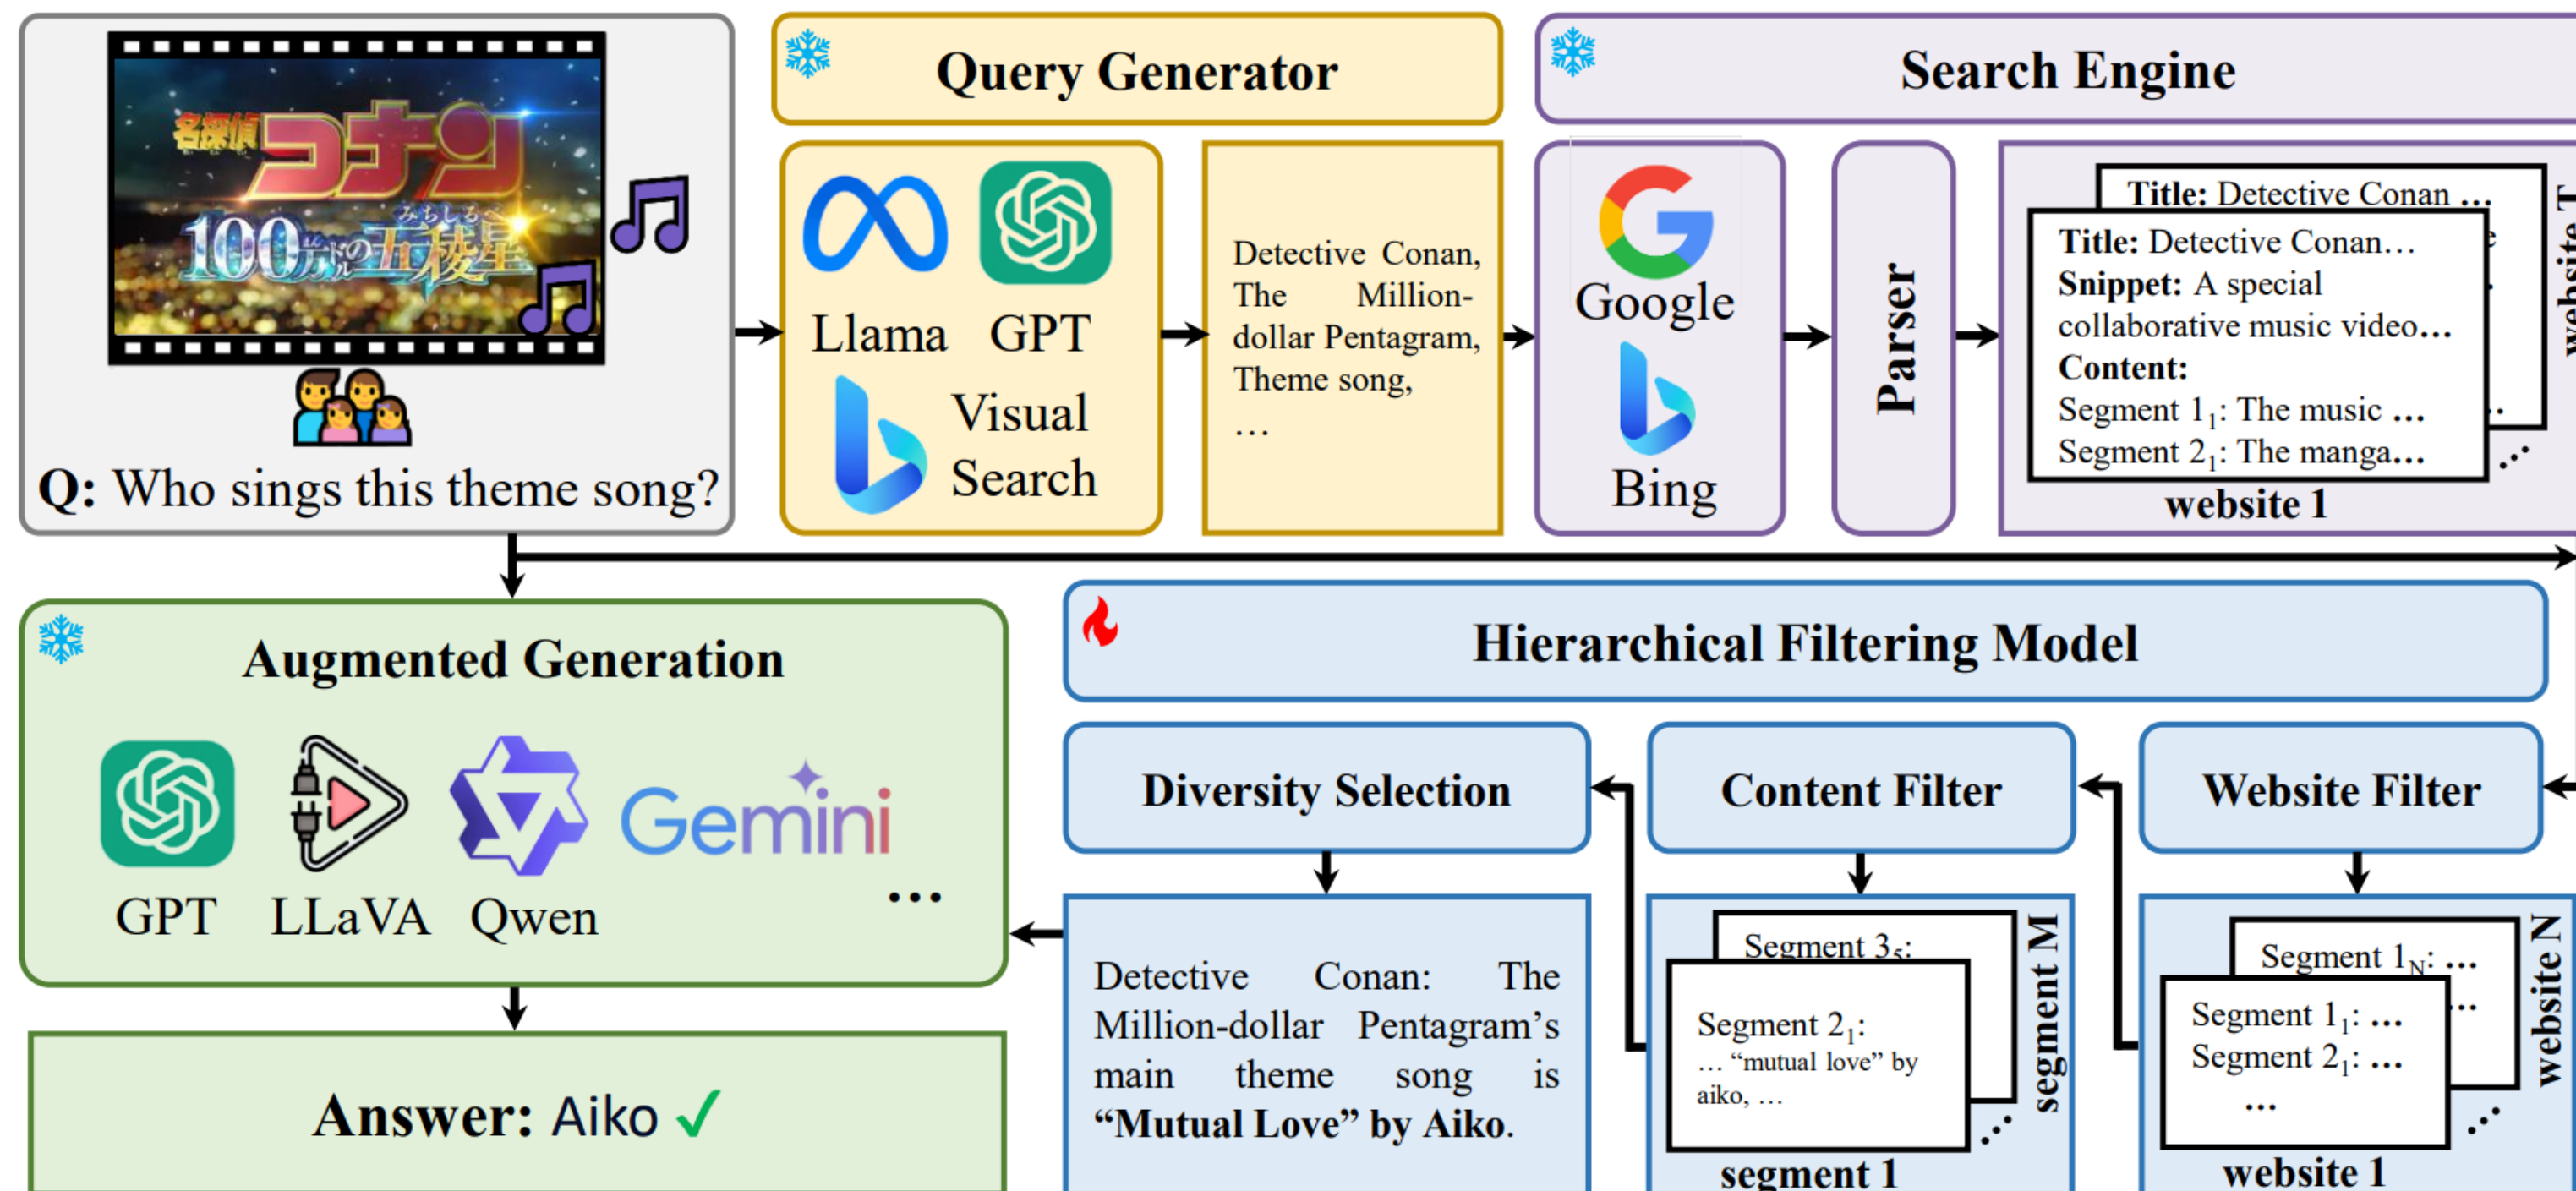 名探偵
コナン
100万ドルの五稜星
みちしるべ
Q: Who sings this theme song?
Query Generator
Llama
GPT
Visual
Search
Detective Conan,
The Million-
dollar Pentagram,
Theme song,
…
Search Engine
Google
Bing
Parser
Title: Detective Conan ...
Title: Detective Conan…
Snippet: A special
collaborative music video...
Content:
Segment 1₁: The music ...
Segment 2₁: The manga...
website 1
website T
Augmented Generation
GPT
LLaVA
Qwen
Gemini
...
Answer: Aiko ✓
Hierarchical Filtering Model
Diversity Selection
Detective Conan: The
Million-dollar Pentagram’s
main theme song is
“Mutual Love” by Aiko.
Content Filter
Segment 3₅:
Segment 2₁:
… “mutual love” by
aiko, …
segment 1
segment M
Website Filter
Segment 1N: ...
Segment 1₁: ...
Segment 2₁: ...
...
website 1
website N